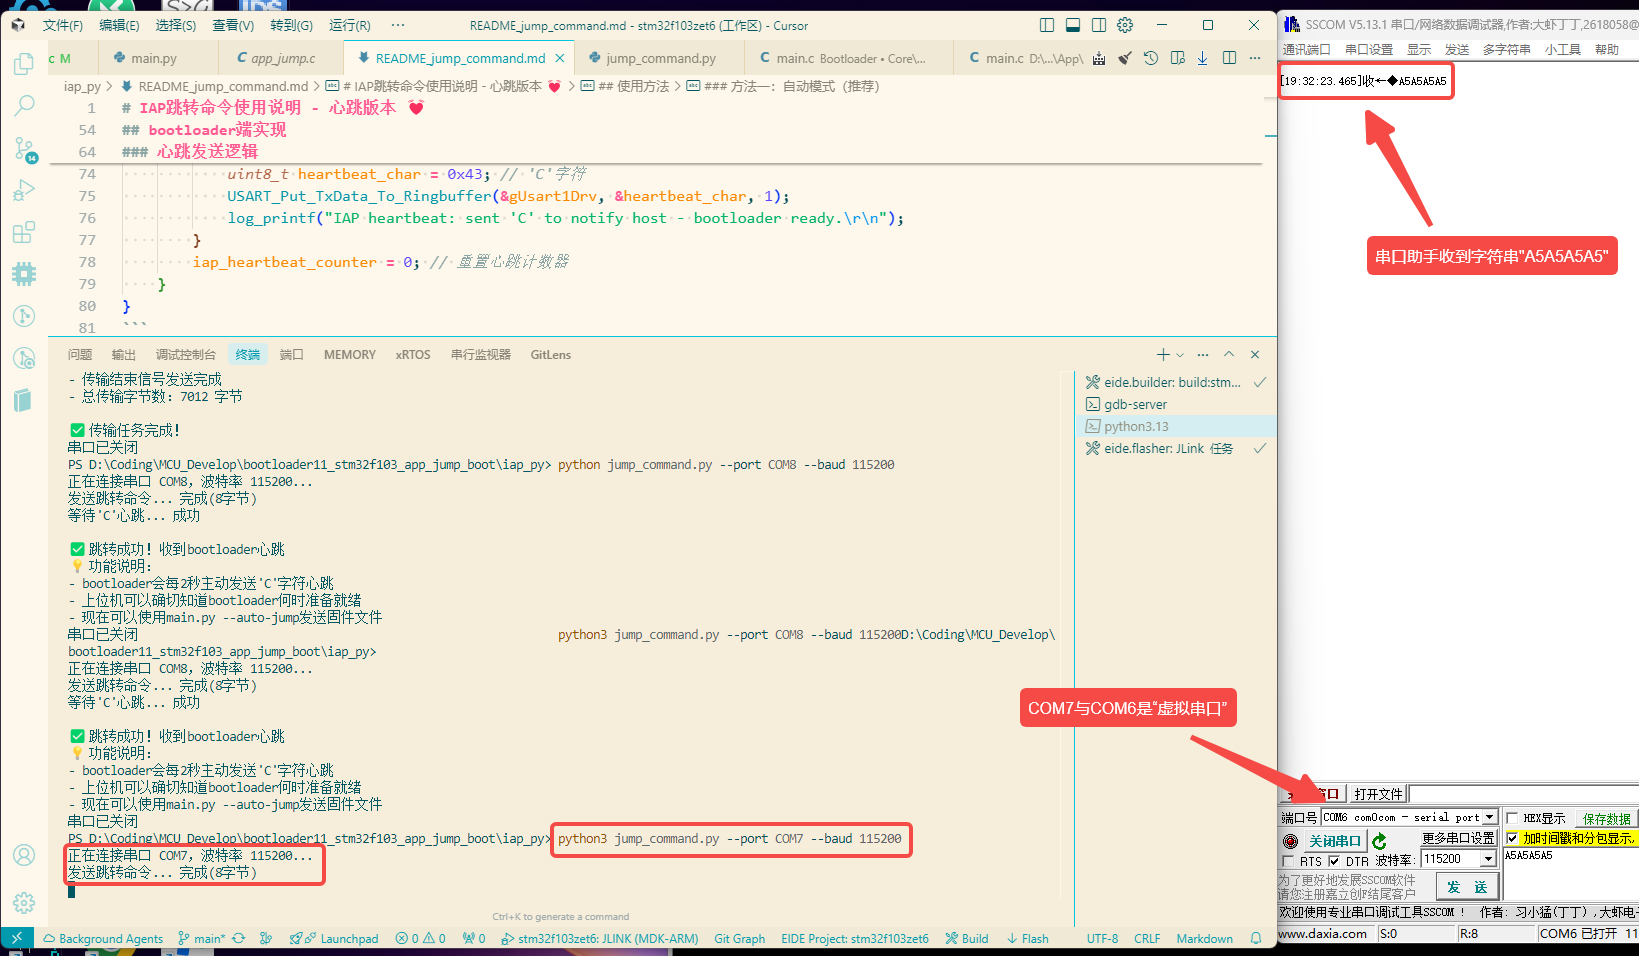 文件(F) 编辑(E) 选择(S) 查看(V) 转到(G) 运行(R) ··· README_jump_command.md - stm32f103zet6 (工作区) - Cursor
c M main.py C app_jump.c README_jump_command.md jump_command.py C main.c Bootloader • Core\... C main.c D:\...\App\
iap_py > README_jump_command.md > # IAP跳转命令使用说明 - 心跳版本 💓 > ## 使用方法 > ### 方法一：自动模式（推荐）
1 # IAP跳转命令使用说明 - 心跳版本 💓
54 ## bootloader端实现
64 ### 心跳发送逻辑
74 uint8_t heartbeat_char = 0x43; // 'C'字符
75 USART_Put_TxData_To_Ringbuffer(&gUsart1Drv, &heartbeat_char, 1);
76 log_printf("IAP heartbeat: sent 'C' to notify host - bootloader ready.\r\n");
77 }
78 iap_heartbeat_counter = 0; // 重置心跳计数器
79 }
80 }
81 ```
问题 输出 调试控制台 终端 端口 MEMORY xRTOS 串行监视器 GitLens
- 传输结束信号发送完成
- 总传输字节数: 7012 字节
✅ 传输任务完成!
串口已关闭
PS D:\Coding\MCU_Develop\bootloader11_stm32f103_app_jump_boot\iap_py> python jump_command.py --port COM8 --baud 115200
正在连接串口 COM8，波特率 115200...
发送跳转命令... 完成(8字节)
等待'C'心跳... 成功
✅ 跳转成功! 收到bootloader心跳
💡 功能说明:
- bootloader会每2秒主动发送'C'字符心跳
- 上位机可以确切知道bootloader何时准备就绪
- 现在可以使用main.py --auto-jump发送固件文件
串口已关闭 python3 jump_command.py --port COM8 --baud 115200D:\Coding\MCU_Develop\
bootloader11_stm32f103_app_jump_boot\iap_py>
正在连接串口 COM8，波特率 115200...
发送跳转命令... 完成(8字节)
等待'C'心跳... 成功
✅ 跳转成功! 收到bootloader心跳
💡 功能说明:
- bootloader会每2秒主动发送'C'字符心跳
- 上位机可以确切知道bootloader何时准备就绪
- 现在可以使用main.py --auto-jump发送固件文件
串口已关闭
PS D:\Coding\MCU_Develop\bootloader11_stm32f103_app_jump_boot\iap_py> python3 jump_command.py --port COM7 --baud 115200
正在连接串口 COM7，波特率 115200...
发送跳转命令... 完成(8字节)
Ctrl+K to generate a command
eide.builder: build:stm...
gdb-server
python3.13
eide.flasher: JLink 任务
14
Background Agents main* Launchpad 0 0 0 stm32f103zet6: JLINK (MDK-ARM) Git Graph EIDE Project: stm32f103zet6 Build Flash UTF-8 CRLF Markdown
SSCOM V5.13.1 串口/网络数据调试器,作者:大虾丁丁,2618058@
通讯端口 串口设置 显示 发送 多字符串 小工具 帮助
[19:32:23.465]收←◆A5A5A5A5
串口助手收到字符串"A5A5A5A5"
COM7与COM6是“虚拟串口”
窗口 打开文件
端口号 COM6 com0com - serial port HEX显示 保存数据
关闭串口 更多串口设置 加时间戳和分包显示,
RTS DTR 波特率: 115200 A5A5A5A5
为了更好地发展SSCOM软件
请您注册嘉立创F结尾客户 发 送
欢迎使用专业串口调试工具SSCOM ! 作者: 习小猛(丁丁),大虾电子
www.daxia.com S:0 R:8 COM6 已打开 11